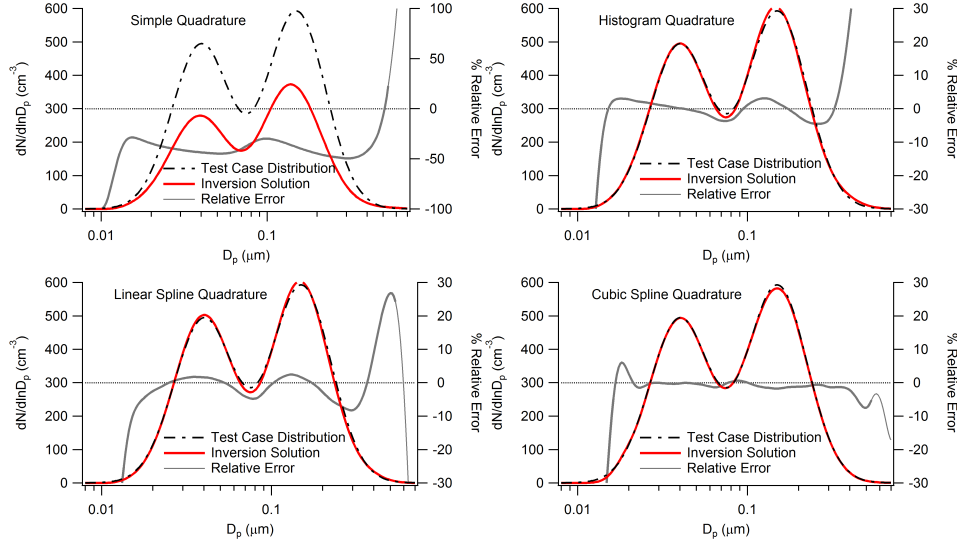 Simple Quadrature
600
500
400
300
200
100
0
dN/dlnDp (cm-3)
100
50
0
-50
-100
% Relative Error
Test Case Distribution
Inversion Solution
Relative Error
0.01
0.1
Dp (μm)
Histogram Quadrature
600
500
400
300
200
100
0
dN/dlnDp (cm-3)
30
20
10
0
-10
-20
-30
% Relative Error
Test Case Distribution
Inversion Solution
Relative Error
0.01
0.1
Dp (μm)
Linear Spline Quadrature
600
500
400
300
200
100
0
dN/dlnDp (cm-3)
30
20
10
0
-10
-20
-30
% Relative Error
Test Case Distribution
Inversion Solution
Relative Error
0.01
0.1
Dp (μm)
Cubic Spline Quadrature
600
500
400
300
200
100
0
dN/dlnDp (cm-3)
30
20
10
0
-10
-20
-30
% Relative Error
Test Case Distribution
Inversion Solution
Relative Error
0.01
0.1
Dp (μm)